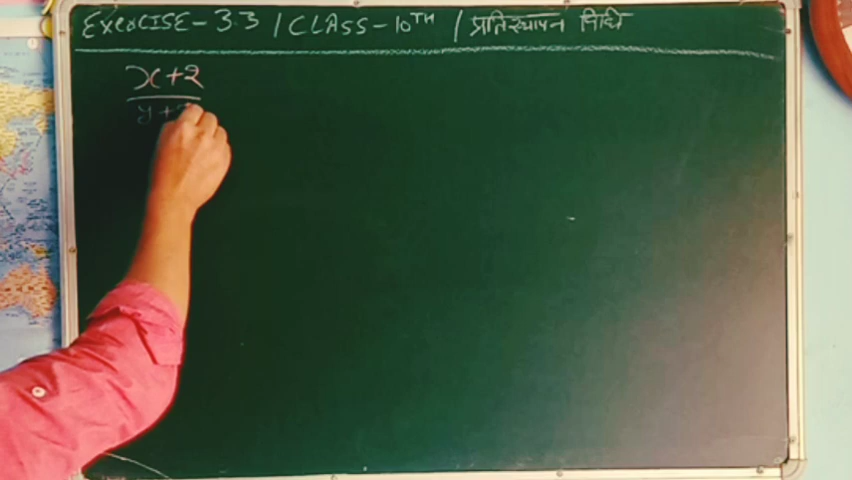 EXERCISE-3.3 / CLASS-10TH / प्रतिस्थापन विधि
x+2
y+